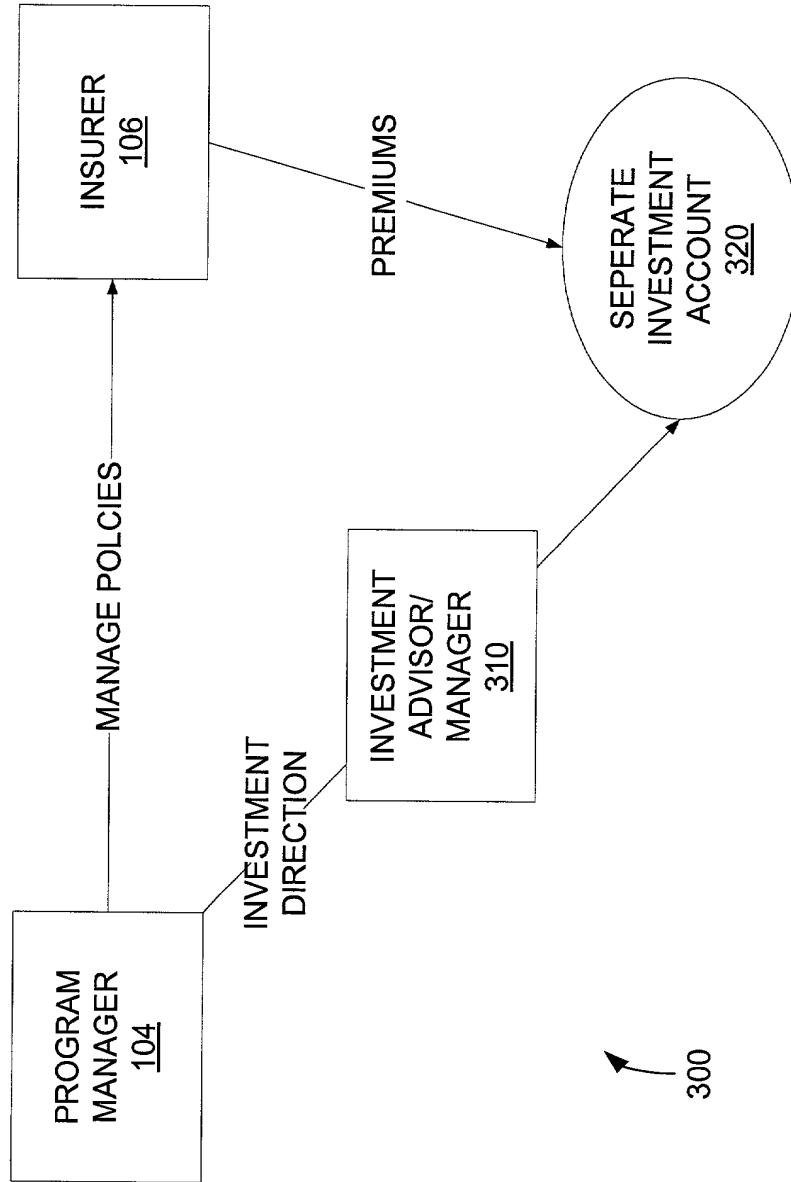 PROGRAM
MANAGER
104
MANAGE POLCIES
INSURER
106
INVESTMENT
DIRECTION
INVESTMENT
ADVISOR/
MANAGER
310
PREMIUMS
SEPERATE
INVESTMENT
ACCOUNT
320
300